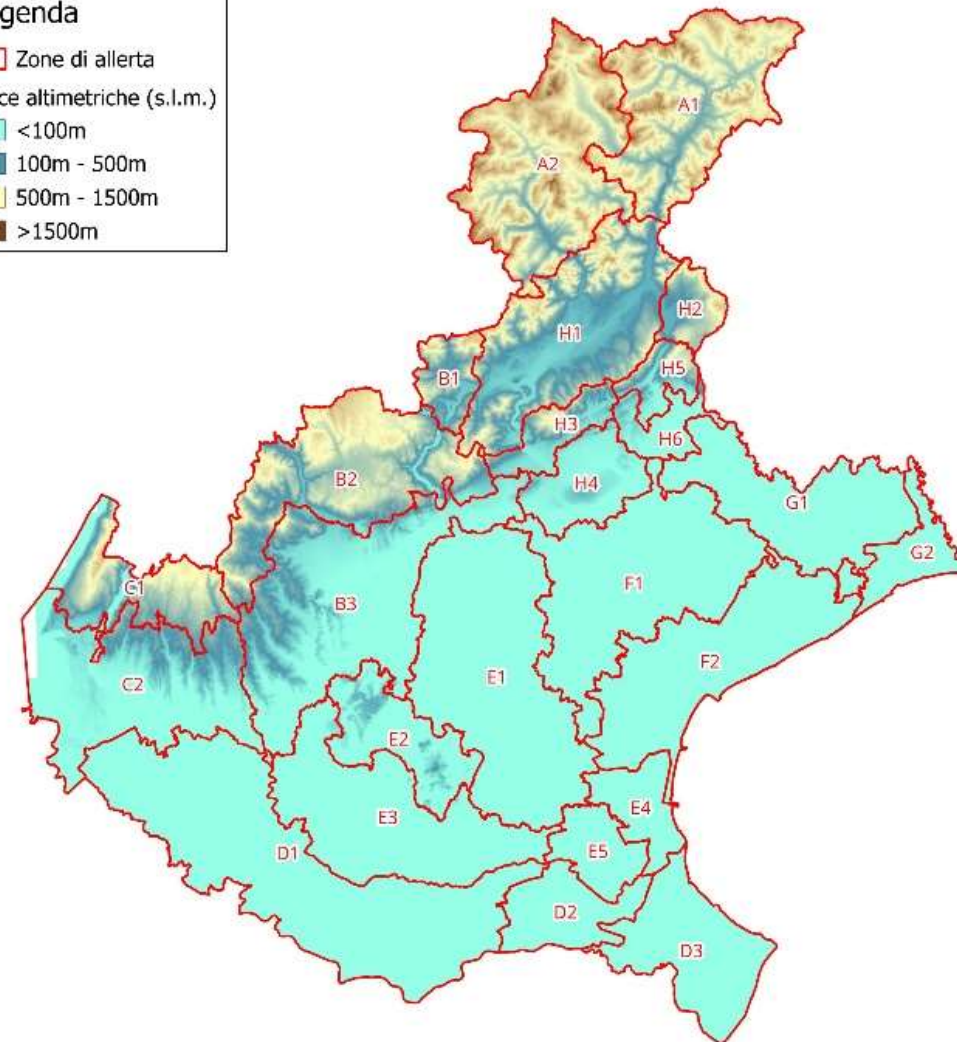 genda
Zone di allerta
ce altimetriche (s.l.m.)
<100m
100m - 500m
500m - 1500m
>1500m
A1
A2
H2
H1
H5
B1
H3
H6
B2
H4
G1
G2
C1
F1
B3
F2
C2
E1
E2
E4
E3
E5
D1
D2
D3